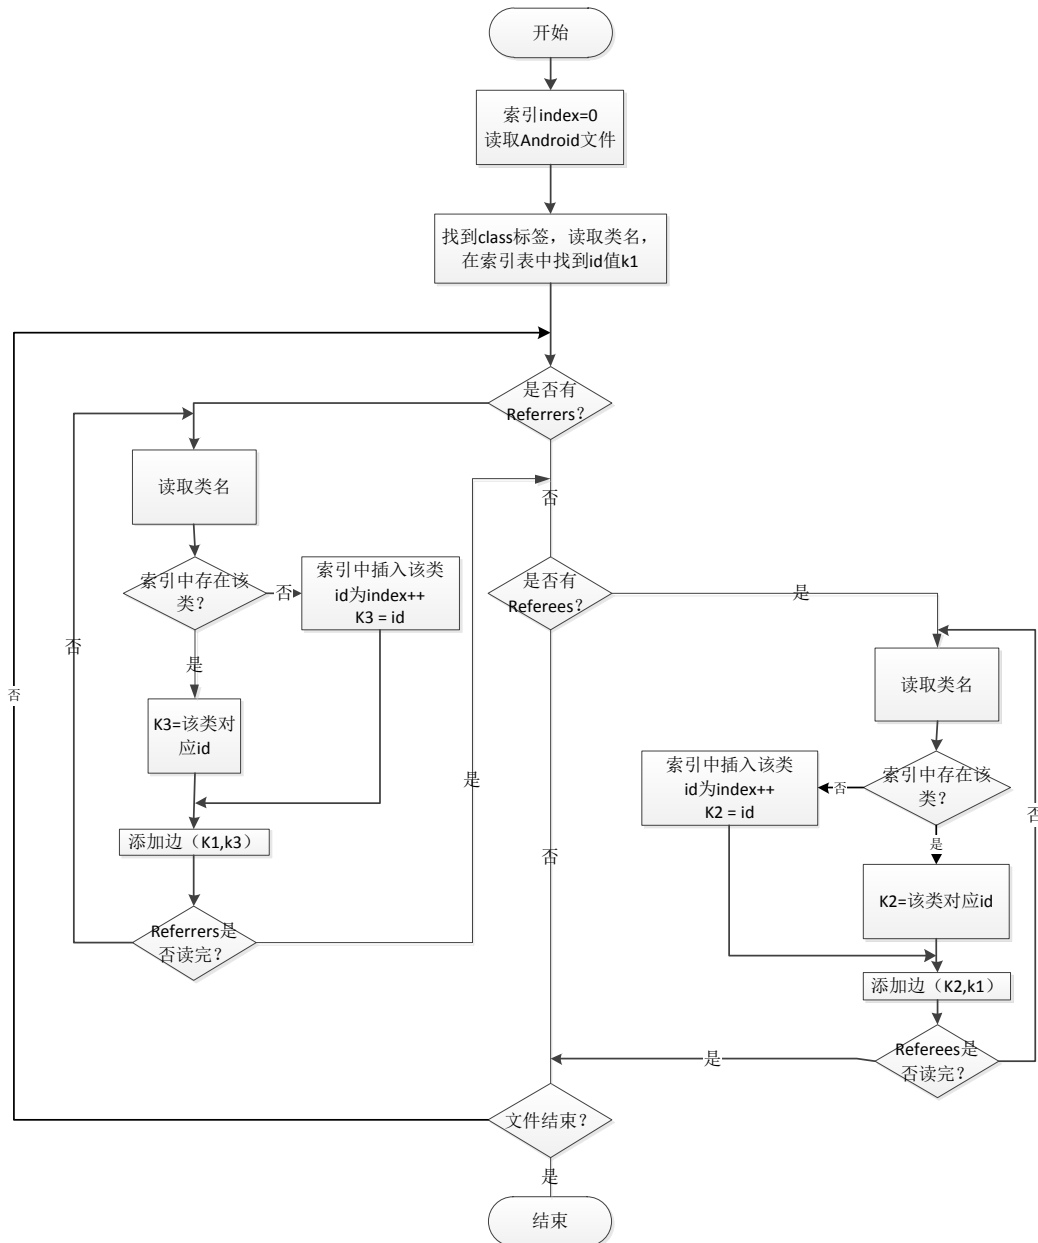 开始
索引index=0
读取Android文件
找到class标签，读取类名，
在索引表中找到id值k1
是否有
Referrers？
读取类名
否
索引中存在该
类？
否
索引中插入该类
id为index++
K3 = id
是否有
Referees？
是
否
是
读取类名
否
K3=该类对
应id
是
索引中插入该类
id为index++
K2 = id
否
索引中存在该
类？
否
添加边（K1,k3）
是
否
K2=该类对应id
Referrers是
否读完？
添加边（K2,k1）
Referees是
否读完？
是
文件结束？
是
结束